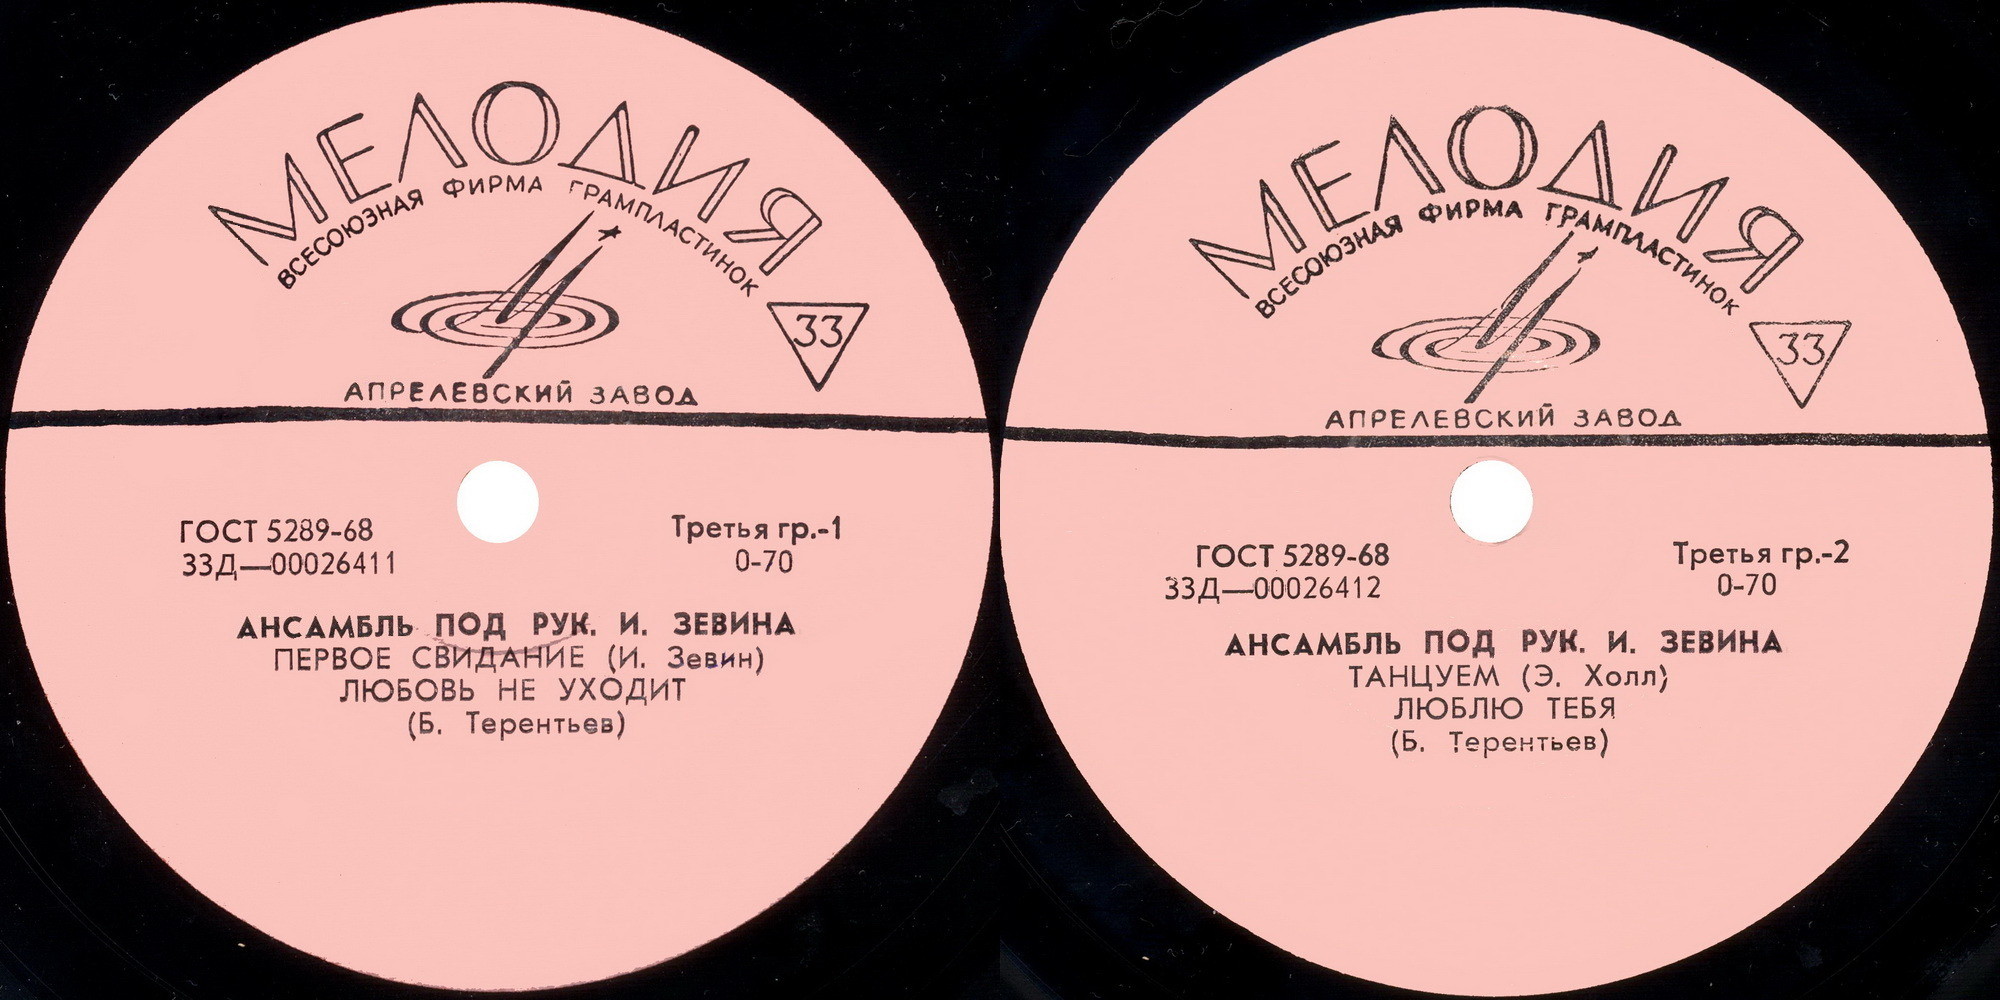 МЕЛОДИЯ
ВСЕСОЮЗНАЯ ФИРМА ГРАМПЛАСТИНОК
33
АПРЕЛЕВСКИЙ ЗАВОД
ГОСТ 5289-68
Третья гр.-1
33Д—00026411
0-70
АНСАМБЛЬ ПОД РУК. И. ЗЕВИНА
ПЕРВОЕ СВИДАНИЕ (И. Зевин)
ЛЮБОВЬ НЕ УХОДИТ
(Б. Терентьев)
МЕЛОДИЯ
ВСЕСОЮЗНАЯ ФИРМА ГРАМПЛАСТИНОК
33
АПРЕЛЕВСКИЙ ЗАВОД
ГОСТ 5289-68
Третья гр.-2
33Д—00026412
0-70
АНСАМБЛЬ ПОД РУК. И. ЗЕВИНА
ТАНЦУЕМ (Э. Холл)
ЛЮБЛЮ ТЕБЯ
(Б. Терентьев)